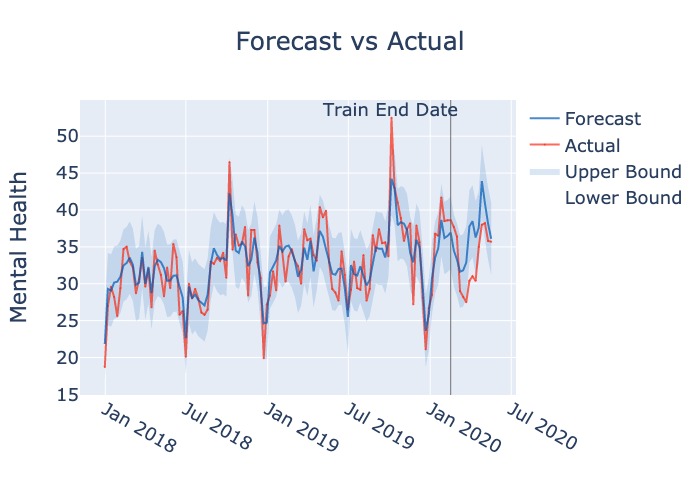 Forecast vs Actual
Train End Date
Forecast
Actual
Upper Bound
Lower Bound
Mental Health
50
45
40
35
30
25
20
15
Jan 2018
Jul 2018
Jan 2019
Jul 2019
Jan 2020
Jul 2020